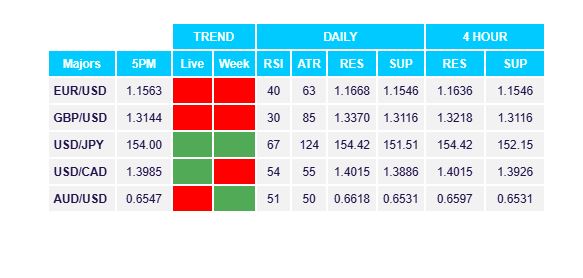 TREND DAILY 4 HOUR
Majors 5PM Live Week RSI ATR RES SUP RES SUP
EUR/USD 1.1563 40 63 1.1668 1.1546 1.1636 1.1546
GBP/USD 1.3144 30 85 1.3370 1.3116 1.3218 1.3116
USD/JPY 154.00 67 124 154.42 151.51 154.42 152.15
USD/CAD 1.3985 54 55 1.4015 1.3886 1.4015 1.3926
AUD/USD 0.6547 51 50 0.6618 0.6531 0.6597 0.6531